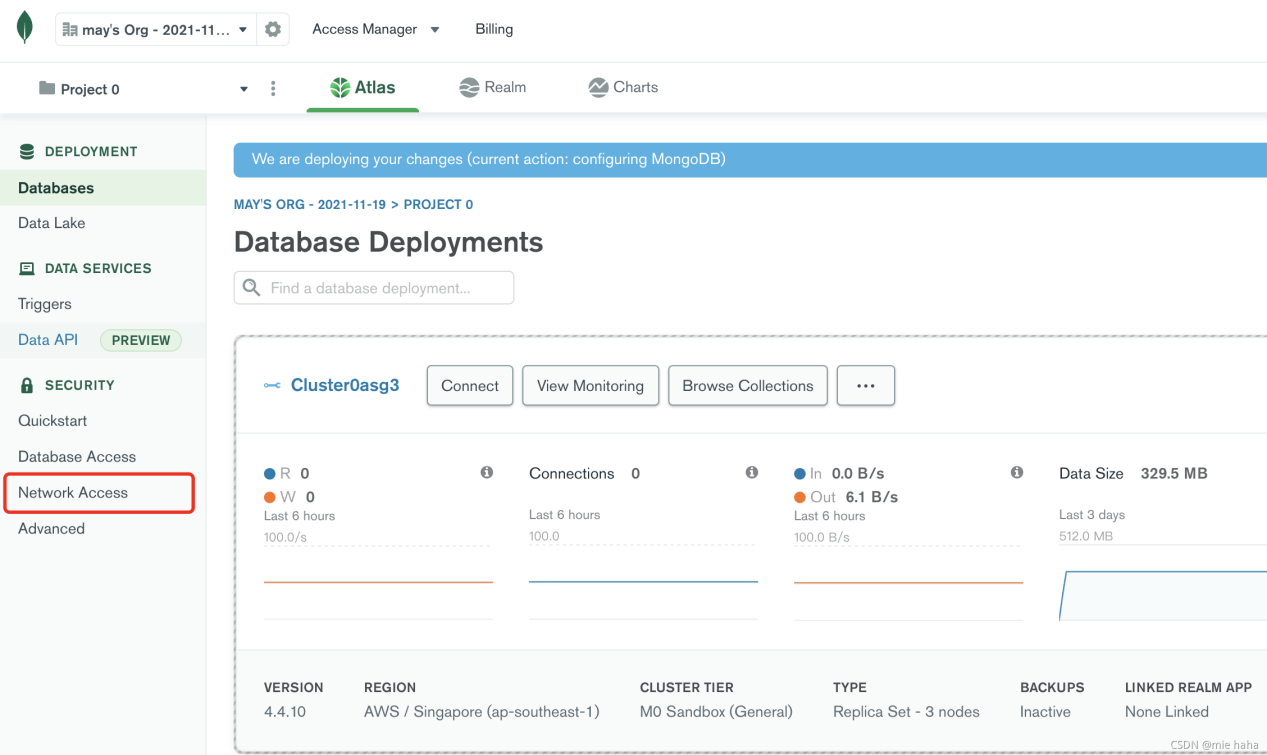 may's Org - 2021-11...
Access Manager
Billing
Project 0
Atlas
Realm
Charts
DEPLOYMENT
Databases
Data Lake
DATA SERVICES
Triggers
Data API PREVIEW
SECURITY
Quickstart
Database Access
Network Access
Advanced
We are deploying your changes (current action: configuring MongoDB)
MAY'S ORG - 2021-11-19 > PROJECT 0
Database Deployments
Find a database deployment...
Cluster0asg3
Connect
View Monitoring
Browse Collections
...
R 0
W 0
Last 6 hours
100.0/s
Connections 0
Last 6 hours
100.0
In 0.0 B/s
Out 6.1 B/s
Last 6 hours
100.0 B/s
Data Size 329.5 MB
Last 3 days
512.0 MB
VERSION
4.4.10
REGION
AWS / Singapore (ap-southeast-1)
CLUSTER TIER
M0 Sandbox (General)
TYPE
Replica Set - 3 nodes
BACKUPS
Inactive
LINKED REALM APP
None Linked
CSDN @mie haha